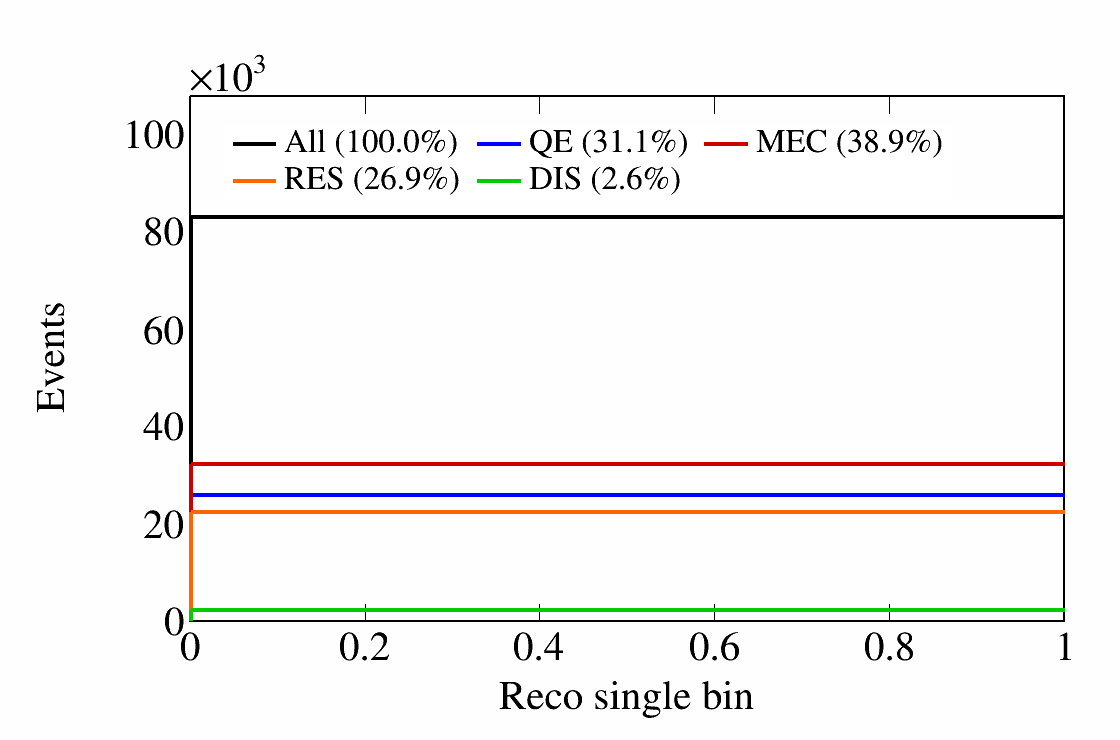 ×10³
100
All (100.0%) QE (31.1%) MEC (38.9%)
RES (26.9%) DIS (2.6%)
80
60
40
20
0
Events
0 0.2 0.4 0.6 0.8 1
Reco single bin